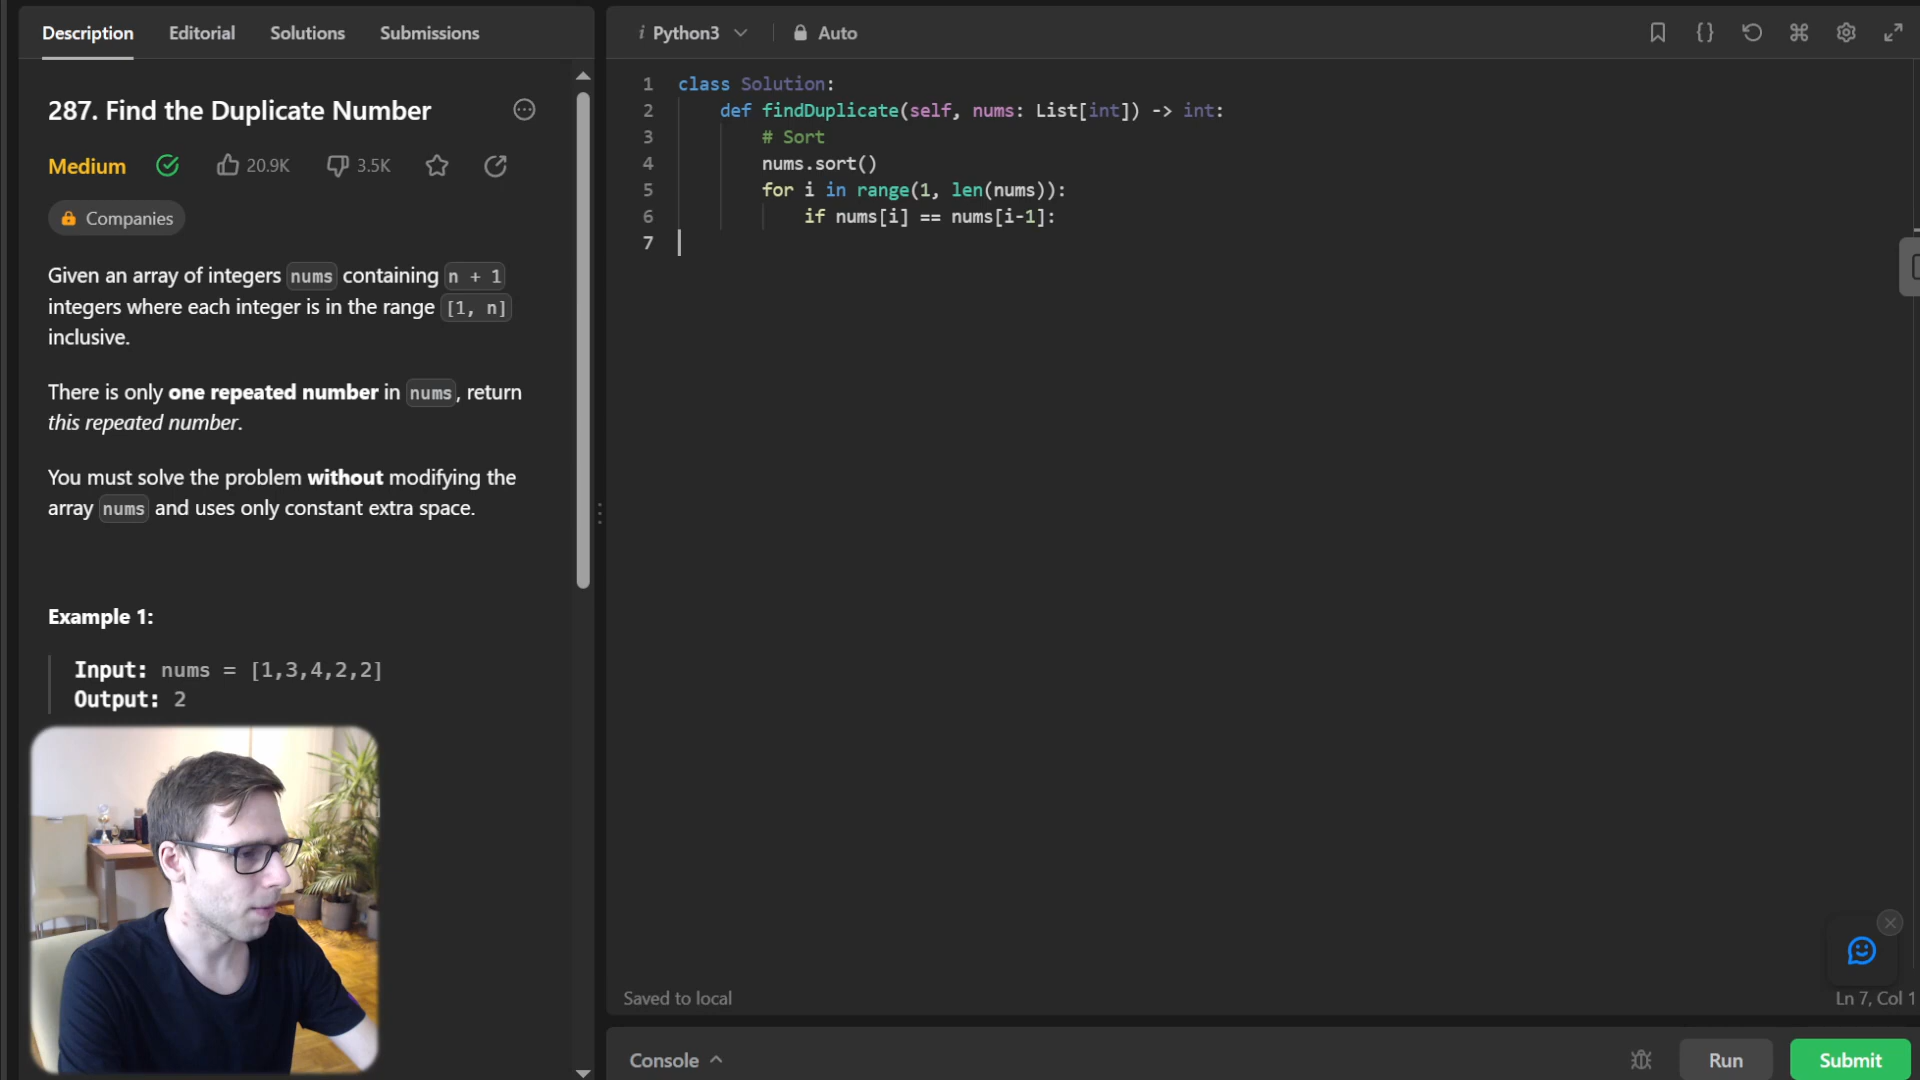 Description Editorial Solutions Submissions
287. Find the Duplicate Number
Medium 20.9K 3.5K
Companies
Given an array of integers nums containing n + 1
integers where each integer is in the range [1, n]
inclusive.
There is only one repeated number in nums, return
this repeated number.
You must solve the problem without modifying the
array nums and uses only constant extra space.
Example 1:
Input: nums = [1,3,4,2,2]
Output: 2
i Python3 Auto
1 class Solution:
2 def findDuplicate(self, nums: List[int]) -> int:
3 # Sort
4 nums.sort()
5 for i in range(1, len(nums)):
6 if nums[i] == nums[i-1]:
7
Saved to local
Ln 7, Col 1
Console
Run
Submit